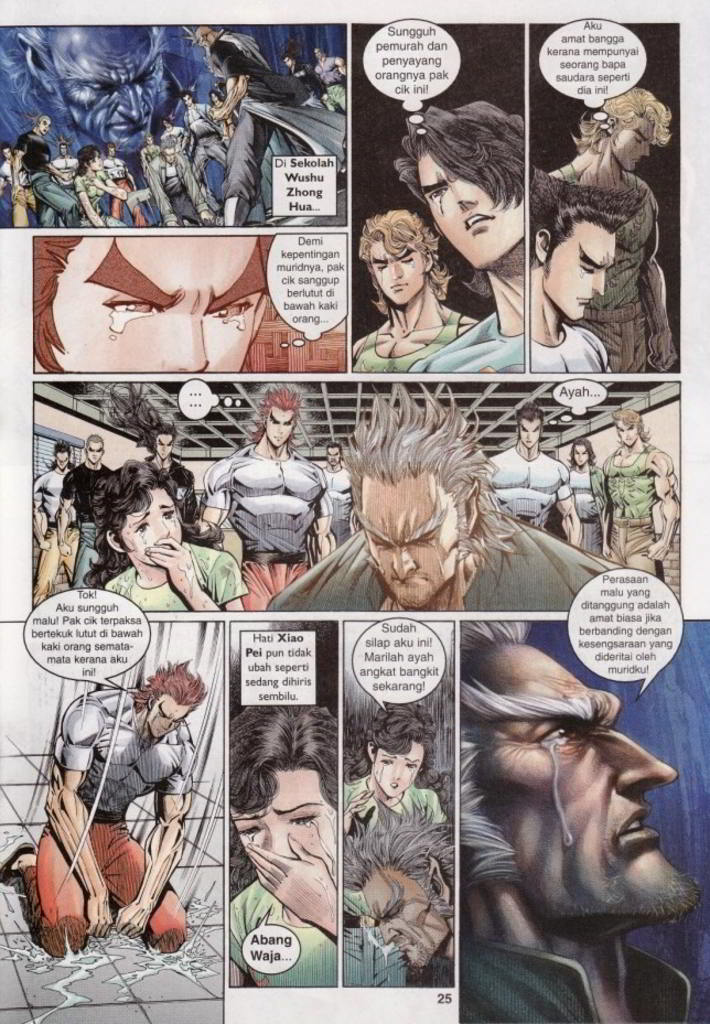 Di Sekolah
Wushu
Zhong
Hua...
Sungguh
pemurah dan
penyayang
orangnya pak
cik ini!
Aku
amat bangga
kerana mempunyai
seorang bapa
saudara seperti
dia ini!
Demi
kepentingan
muridnya, pak
cik sanggup
berlutut di
bawah kaki
orang...
...
...
Ayah...
Tok!
Aku sungguh
malu! Pak cik terpaksa
bertekuk lutut di bawah
kaki orang semata-
mata kerana aku
ini!
Hati Xiao
Pei pun tidak
ubah seperti
sedang dihiris
sembilu.
Abang
Waja...
Sudah
silap aku ini!
Marilah ayah
angkat bangkit
sekarang!
Perasaan
malu yang
ditanggung adalah
amat biasa jika
berbanding dengan
kesengsaraan yang
dideritai oleh
muridku!
25